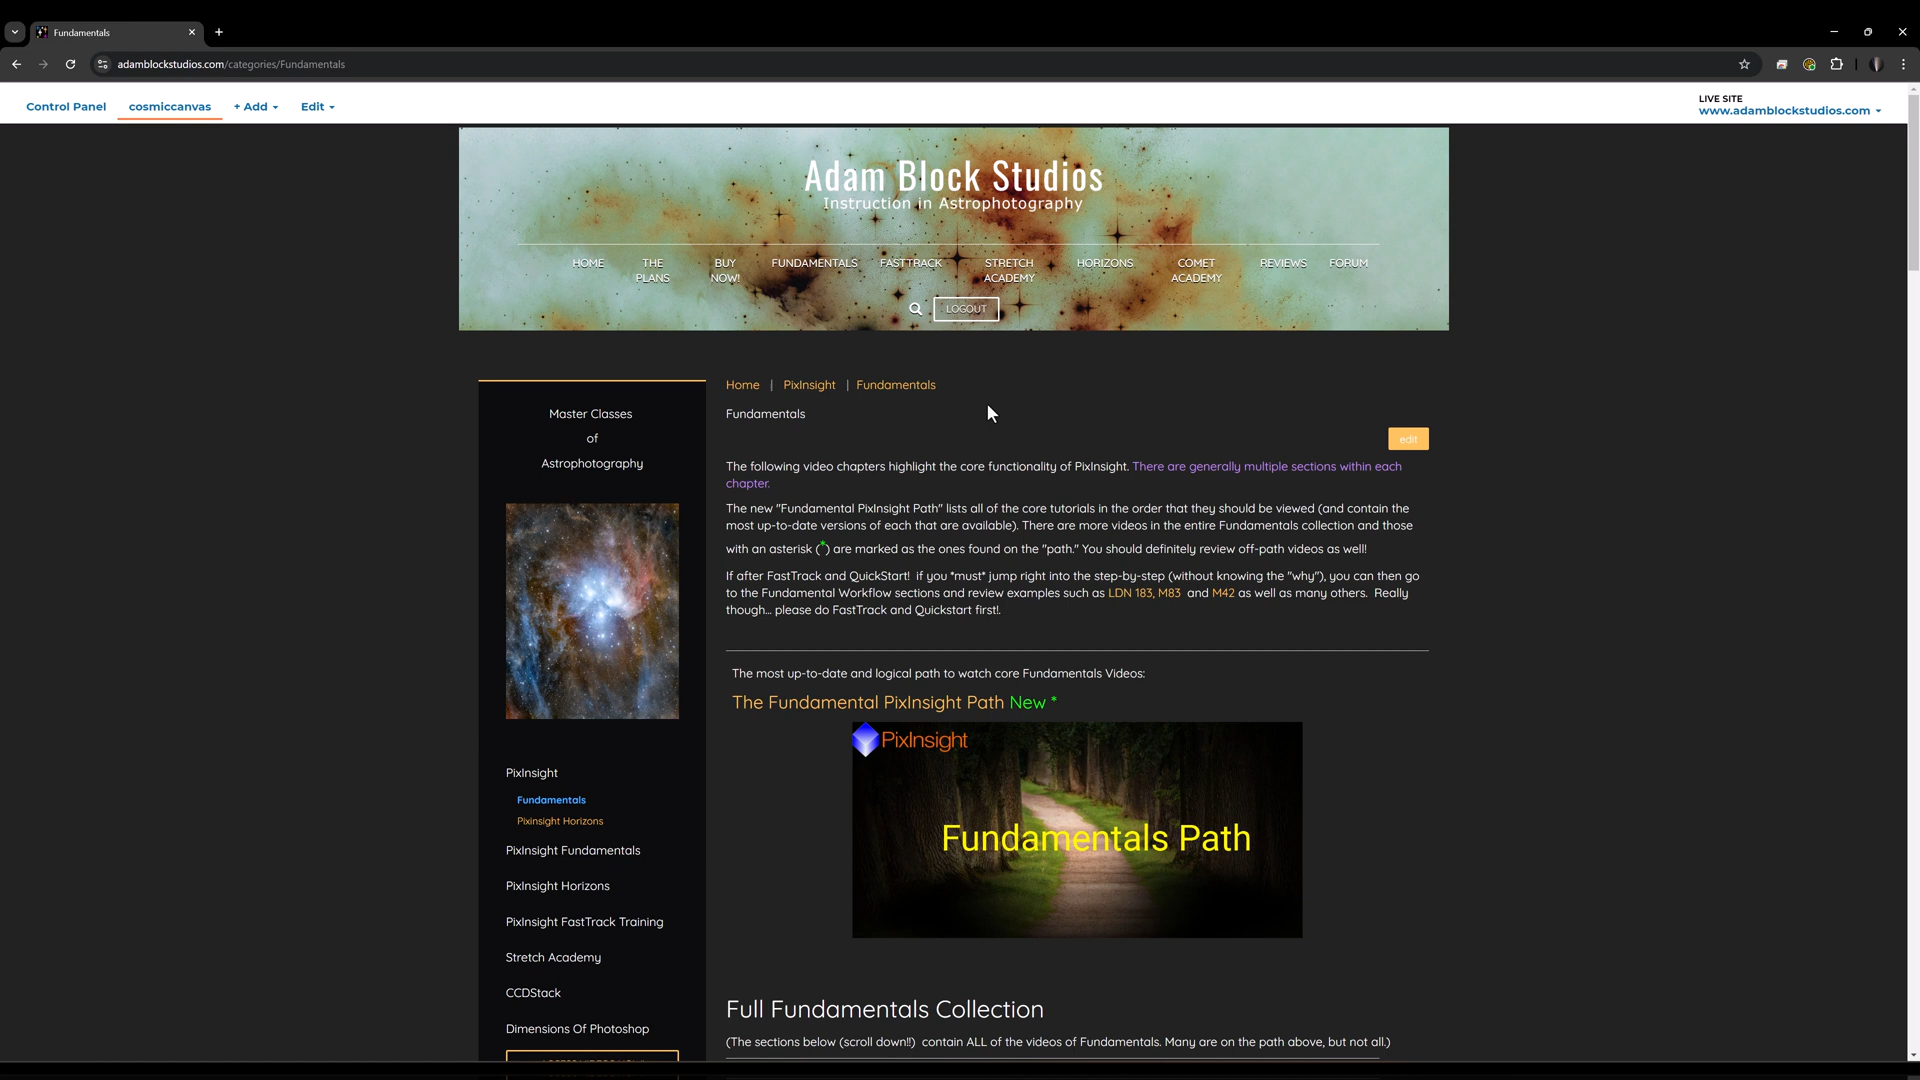 Fundamentals
adamblockstudios.com/categories/Fundamentals
Control Panel
cosmiccanvas
+ Add
Edit
LIVE SITE
www.adamblockstudios.com
Adam Block Studios
Instruction in Astrophotography
HOME
THE PLANS
BUY NOW!
FUNDAMENTALS
FASTTRACK
STRETCH ACADEMY
HORIZONS
COMET ACADEMY
REVIEWS
FORUM
LOGOUT
Master Classes
of
Astrophotography
PixInsight
Fundamentals
Pixinsight Horizons
PixInsight Fundamentals
PixInsight Horizons
PixInsight FastTrack Training
Stretch Academy
CCDStack
Dimensions Of Photoshop
Home | PixInsight | Fundamentals
Fundamentals
edit
The following video chapters highlight the core functionality of PixInsight. There are generally multiple sections within each
chapter.
The new "Fundamental PixInsight Path" lists all of the core tutorials in the order that they should be viewed (and contain the
most up-to-date versions of each that are available). There are more videos in the entire Fundamentals collection and those
with an asterisk (*) are marked as the ones found on the "path." You should definitely review off-path videos as well!
If after FastTrack and QuickStart! if you *must* jump right into the step-by-step (without knowing the "why"), you can then go
to the Fundamental Workflow sections and review examples such as LDN 183, M83 and M42 as well as many others. Really
though... please do FastTrack and Quickstart first!.
The most up-to-date and logical path to watch core Fundamentals Videos:
The Fundamental PixInsight Path New *
PixInsight
Fundamentals Path
Full Fundamentals Collection
(The sections below (scroll down!!) contain ALL of the videos of Fundamentals. Many are on the path above, but not all.)